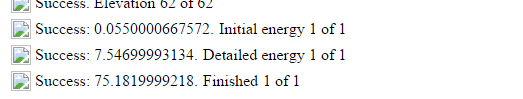 Success. Elevation 62 of 62
Success: 0.0550000667572. Initial energy 1 of 1
Success: 7.54699993134. Detailed energy 1 of 1
Success: 75.1819999218. Finished 1 of 1